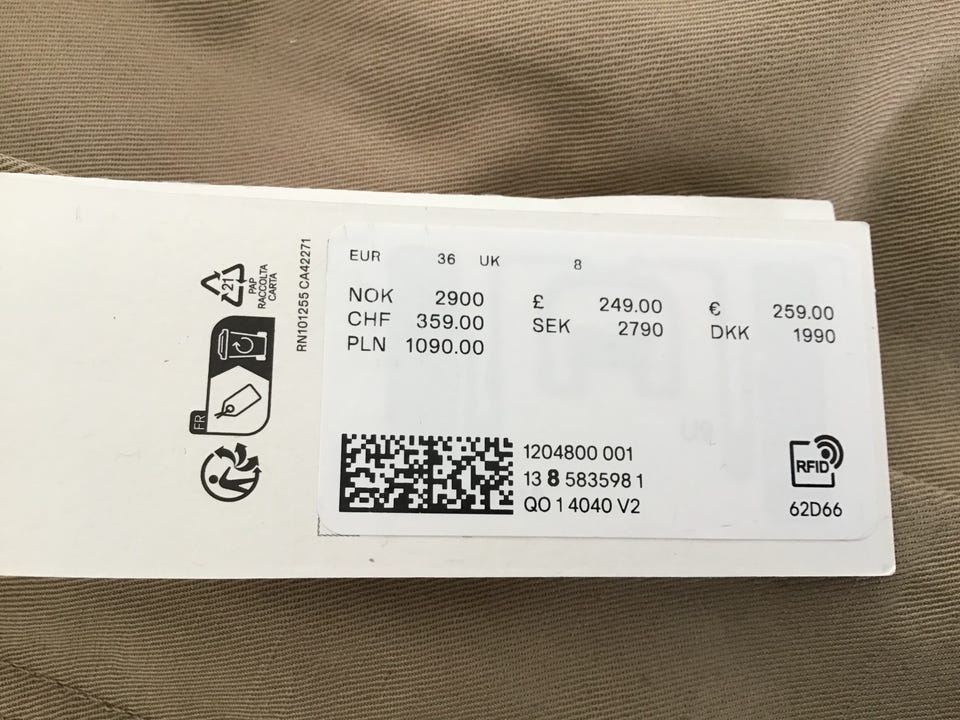 EUR 36 UK 8
NOK 2900 £ 249.00 € 259.00
CHF 359.00 SEK 2790 DKK 1990
PLN 1090.00
1204800 001
13 8 583598 1
QO 1 4040 V2
RFID
62D66
RN101255 CA42271
21
PAP
RACCOLTA
CARTA
FR